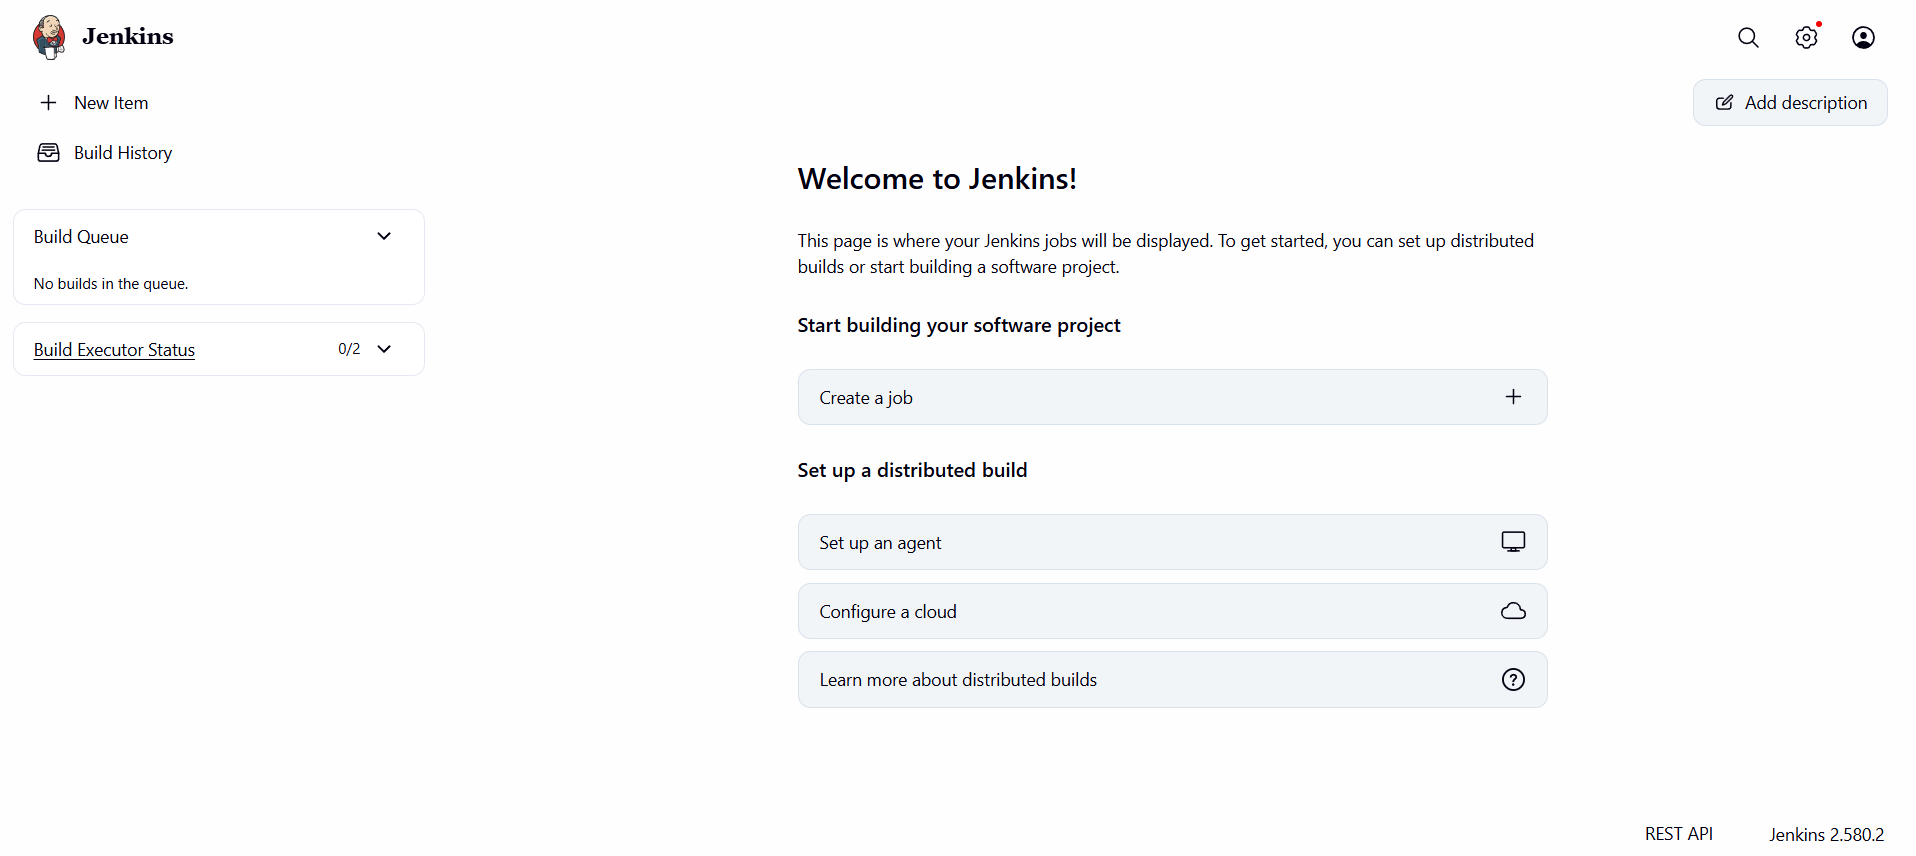 Jenkins
New Item
Add description
Build History
Welcome to Jenkins!
Build Queue
No builds in the queue.
Build Executor Status
0/2
This page is where your Jenkins jobs will be displayed. To get started, you can set up distributed
builds or start building a software project.
Start building your software project
Create a job
Set up a distributed build
Set up an agent
Configure a cloud
Learn more about distributed builds
REST API
Jenkins 2.580.2